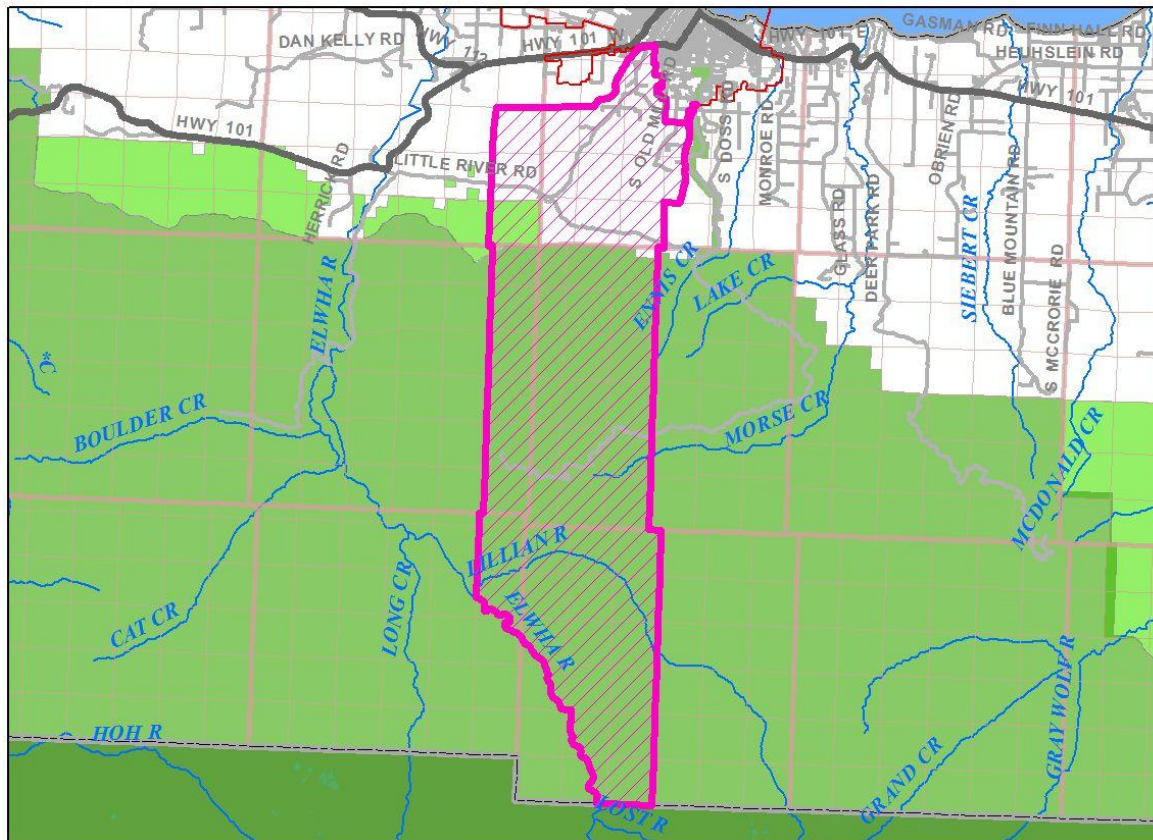 GASMAN RD
FINN HALL RD
DAN KELLY RD
HWY 112
HWY 101 W
HWY 101 E
HEUHSLEIN RD
HWY 101
HWY 101
LITTLE RIVER RD
HERRICK RD
S OLD MILL RD
S DOSS RD
MONROE RD
GLASS RD
DEER PARK RD
OBRIEN RD
SIEBERT CR
BLUE MOUNTAIN RD
S MCCRORIE RD
ELWHA R
ENNIS CR
LAKE CR
*C
BOULDER CR
MORSE CR
MCDONALD CR
LILLIAN R
ELWHA R
CAT CR
LONG CR
GRAY WOLF R
HOH R
GRAND CR
LOST R